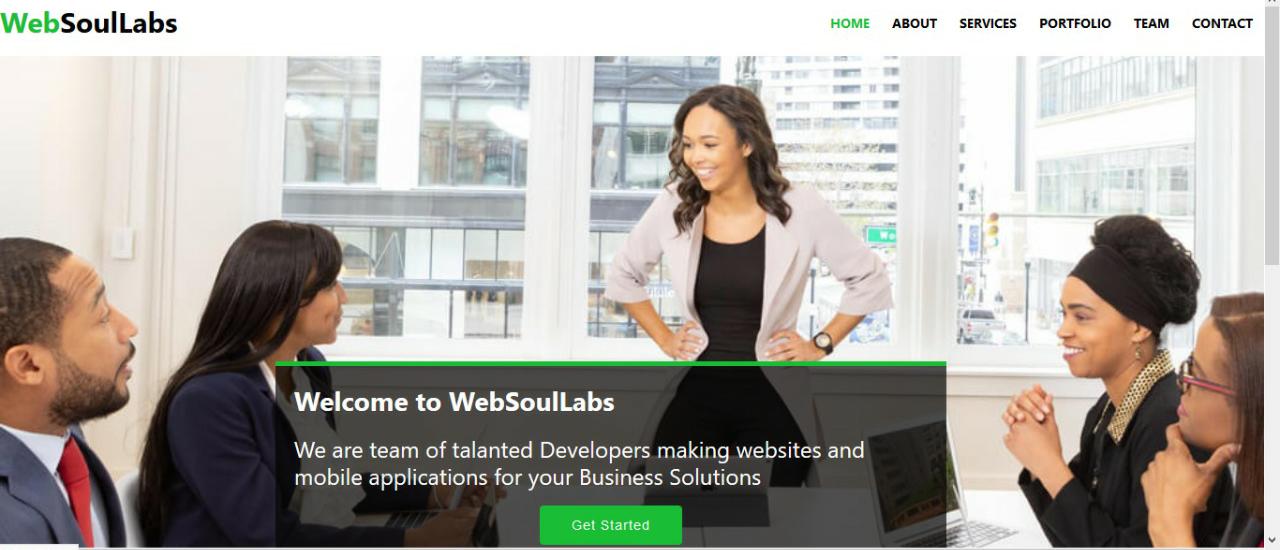 WebSoulLabs
HOME ABOUT SERVICES PORTFOLIO TEAM CONTACT
We
Welcome to WebSoulLabs
We are team of talanted Developers making websites and
mobile applications for your Business Solutions
Get Started